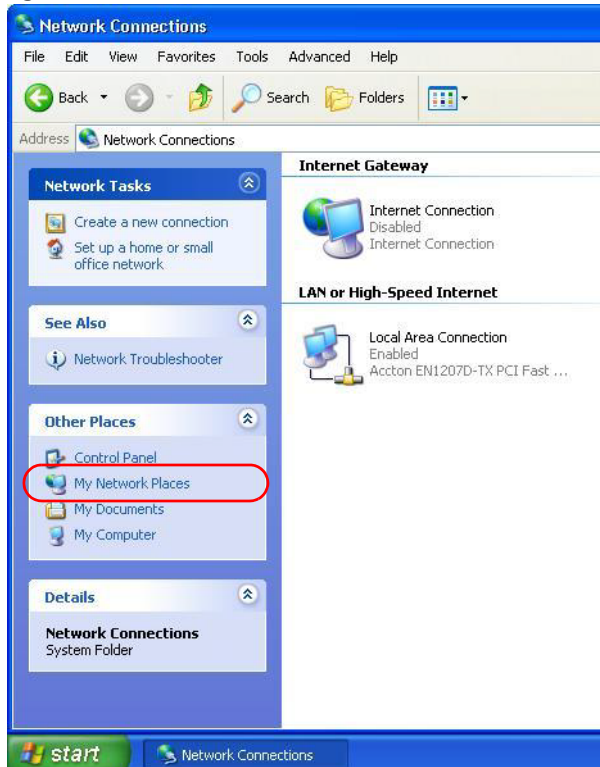 Network Connections
File Edit View Favorites Tools Advanced Help
Back Search Folders
Address Network Connections
Network Tasks
Create a new connection
Set up a home or small
office network
See Also
Network Troubleshooter
Other Places
Control Panel
My Network Places
My Documents
My Computer
Details
Network Connections
System Folder
Internet Gateway
Internet Connection
Disabled
Internet Connection
LAN or High-Speed Internet
Local Area Connection
Enabled
Accton EN1207D-TX PCI Fast ...
start Network Connections